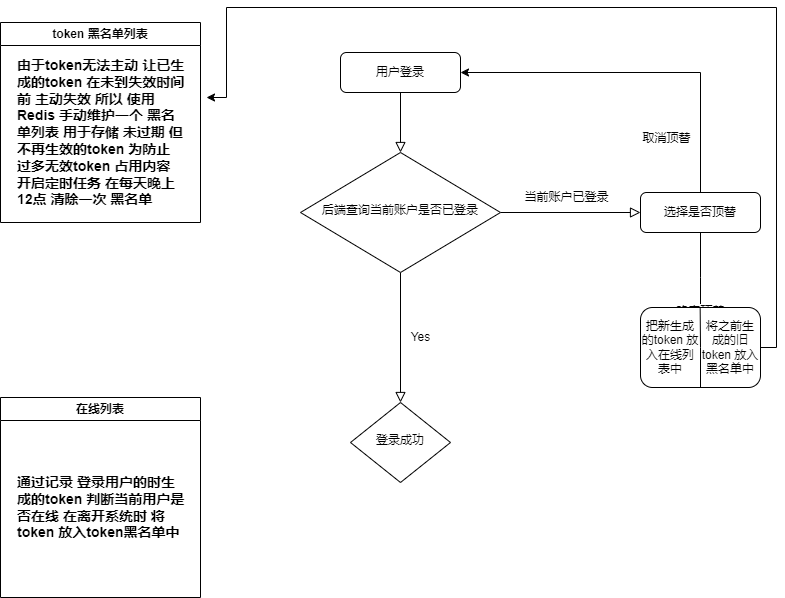 token 黑名单列表
由于token无法主动 让已生
成的token 在未到失效时间
前 主动失效 所以 使用
Redis 手动维护一个 黑名
单列表 用于存储 未过期 但
不再生效的token 为防止
过多无效token 占用内容
开启定时任务 在每天晚上
12点 清除一次 黑名单
用户登录
取消顶替
后端查询当前账户是否已登录
当前账户已登录
选择是否顶替
Yes
把新生成
的token 放
入在线列
表中
将之前生
成的旧
token 放入
黑名单中
登录成功
在线列表
通过记录 登录用户的时生
成的token 判断当前用户是
否在线 在离开系统时 将
token 放入token黑名单中